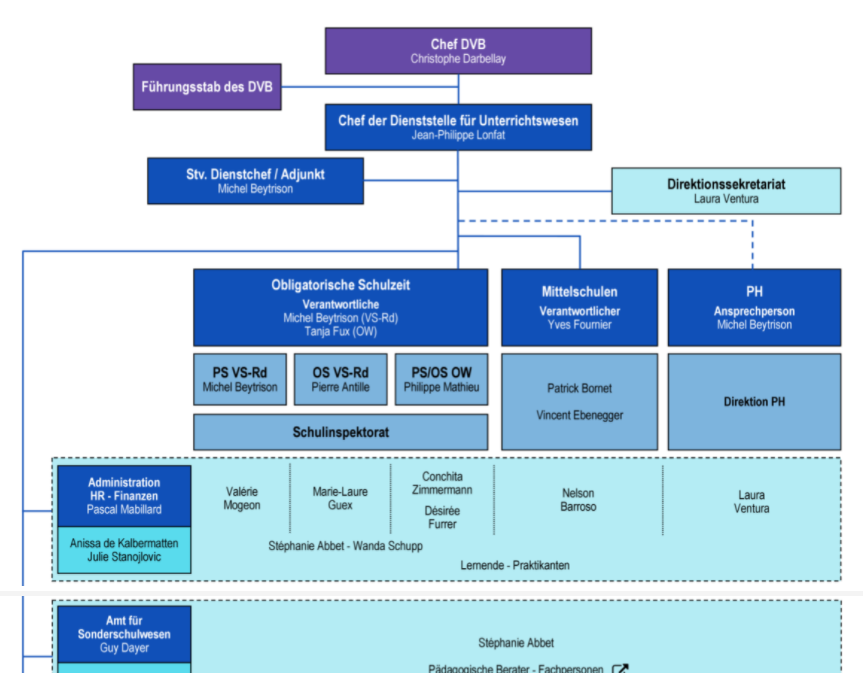 Chef DVB
Christophe Darbellay
Führungsstab des DVB
Chef der Dienststelle für Unterrichtswesen
Jean-Philippe Lonfat
Stv. Dienstchef / Adjunkt
Michel Beytrison
Direktionssekretariat
Laura Ventura
Obligatorische Schulzeit
Verantwortliche
Michel Beytrison (VS-Rd)
Tanja Fux (OW)
Mittelschulen
Verantwortlicher
Yves Fournier
PH
Ansprechperson
Michel Beytrison
PS VS-Rd
Michel Beytrison
OS VS-Rd
Pierre Antille
PS/OS OW
Philippe Mathieu
Schulinspektorat
Patrick Bornet
Vincent Ebenegger
Direktion PH
Administration
HR - Finanzen
Pascal Mabillard
Anissa de Kalbermatten
Julie Stanojlovic
Valérie
Mogeon
Marie-Laure
Guex
Conchita
Zimmermann
Désirée
Furrer
Nelson
Barroso
Laura
Ventura
Stéphanie Abbet - Wanda Schupp
Lernende - Praktikanten
Amt für
Sonderschulwesen
Guy Dayer
Stéphanie Abbet
Pädagogische Berater - Fachpersonen